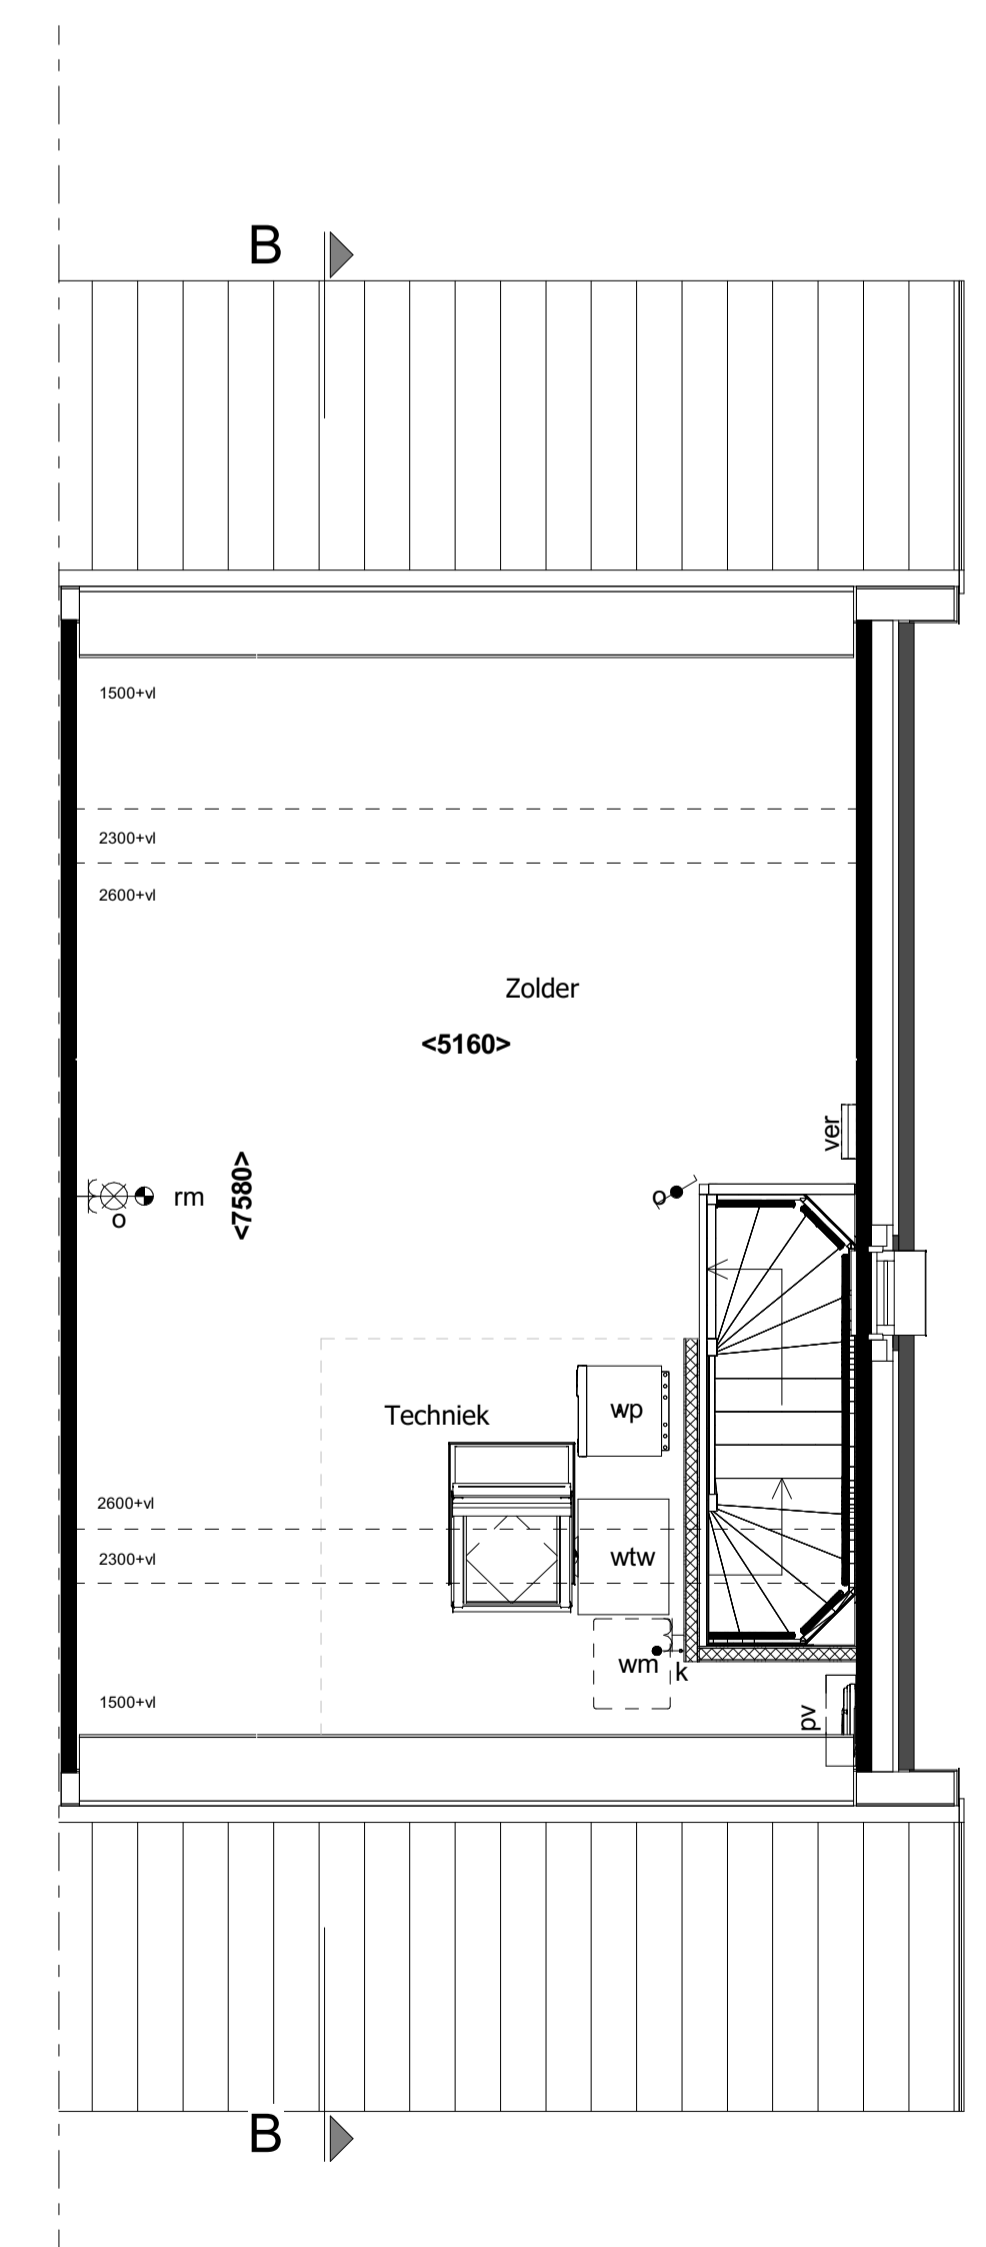 B
1500+vl
2300+vl
2600+vl
Zolder
<5160>
ver
<7580>
rm
o
o
Techniek
wp
2600+vl
2300+vl
wtw
wm
k
1500+vl
pv
B